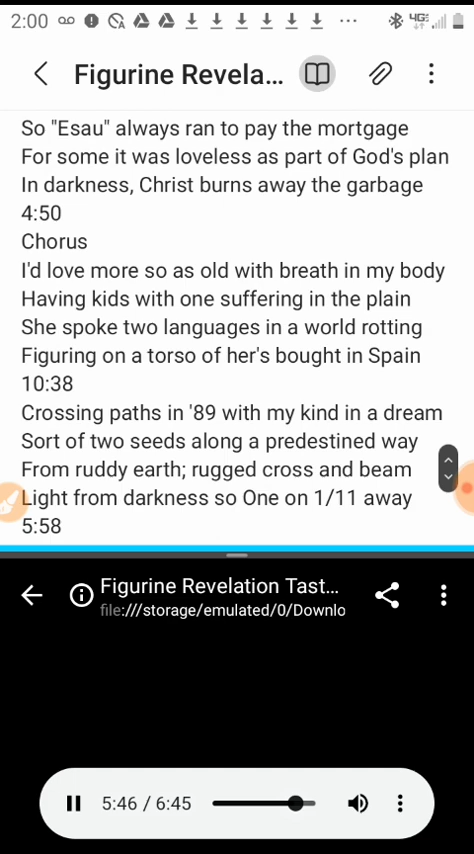 2:00 4G
Figurine Revela...
So "Esau" always ran to pay the mortgage
For some it was loveless as part of God's plan
In darkness, Christ burns away the garbage
4:50
Chorus
I'd love more so as old with breath in my body
Having kids with one suffering in the plain
She spoke two languages in a world rotting
Figuring on a torso of her's bought in Spain
10:38
Crossing paths in '89 with my kind in a dream
Sort of two seeds along a predestined way
From ruddy earth; rugged cross and beam
Light from darkness so One on 1/11 away
5:58
Figurine Revelation Tast...
file:///storage/emulated/0/Downlo
5:46 / 6:45